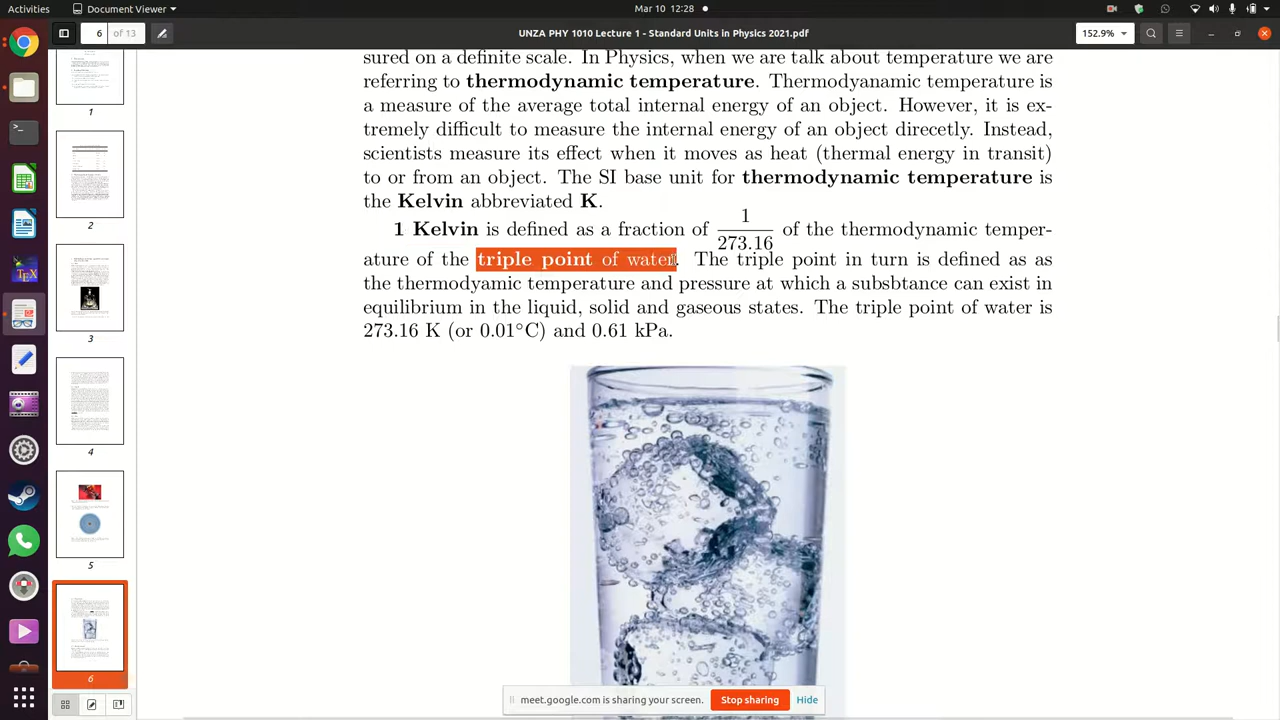 Activities
Document Viewer
Mar 10 12:28
6 of 13
UNZA PHY 1010 Lecture 1 - Standard Units in Physics 2021.pdf
152.9%
1
2
3
4
5
6
sured on a definite scale. In Physics, when we are talk about temperature we are
referring to thermodynamic temperature. Thermodyanamic temperature is
a measure of the average total internal energy of an object. However, it is ex-
tremely difficult to measure the internal energy of an object direcetly. Instead,
scientists measure it effect when it moves as heat (thermal energy in transit)
to or from an object. The SI base unit for thermodynamic temperature is
the Kelvin abbreviated K.
1 Kelvin is defined as a fraction of 1/273.16 of the thermodynamic temper-
ature of the triple point of water. The triple point in turn is defined as as
the thermodyamic temperature and pressure at which a subsbtance can exist in
equilibrium in the liquid, solid and gaseous states. The triple point of water is
273.16 K (or 0.01°C) and 0.61 kPa.
meet.google.com is sharing your screen. Stop sharing Hide